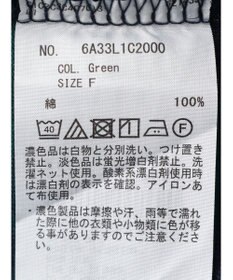 NO. 6A33L1C2000
COL. Green
SIZE F
綿 100%
40 F
濃色品は白物と分別洗い。つけ置き
禁止。淡色品は蛍光増白剤禁止。洗
濯ネット使用。酸素系漂白剤使用時
は漂白剤の表示を確認。アイロンあ
て布使用。
・濃色製品は摩擦や汗、雨等で濡れ
た際に他の衣類や小物類に色が移
る事がありますのでご注意くださ
い。